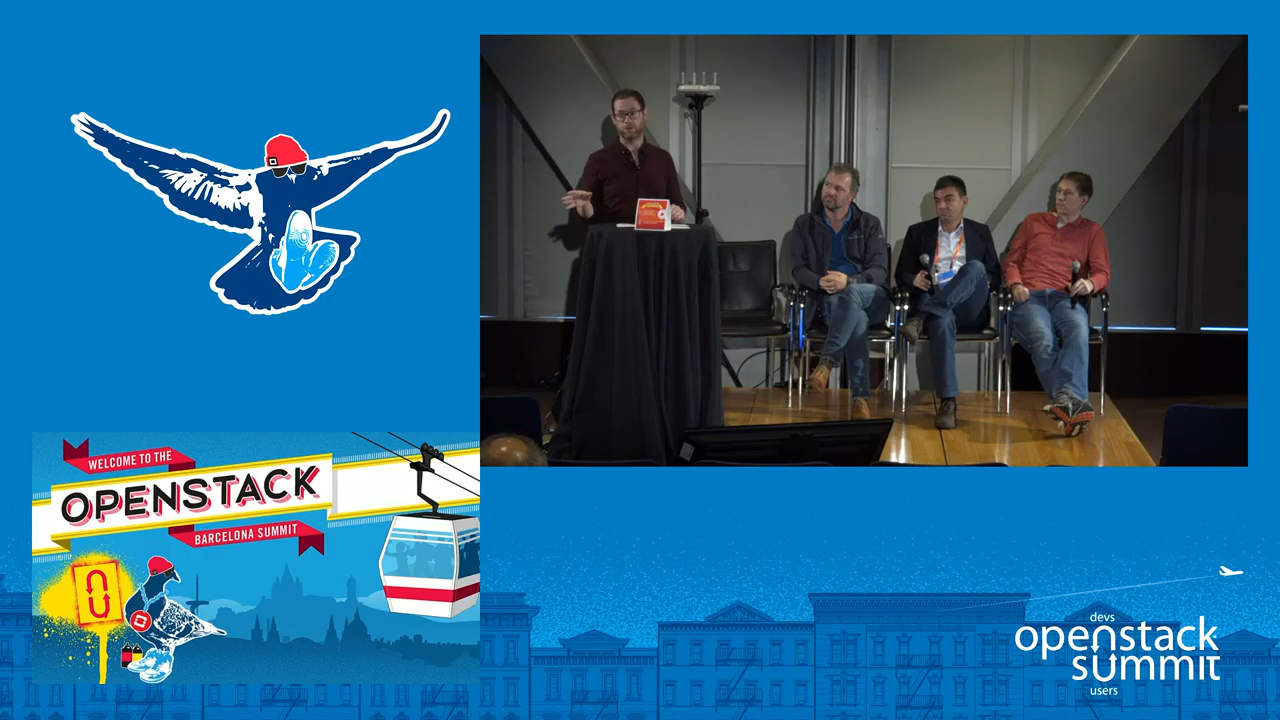 WELCOME TO THE
OPENSTACK
BARCELONA SUMMIT
devs
openstack
summit
users